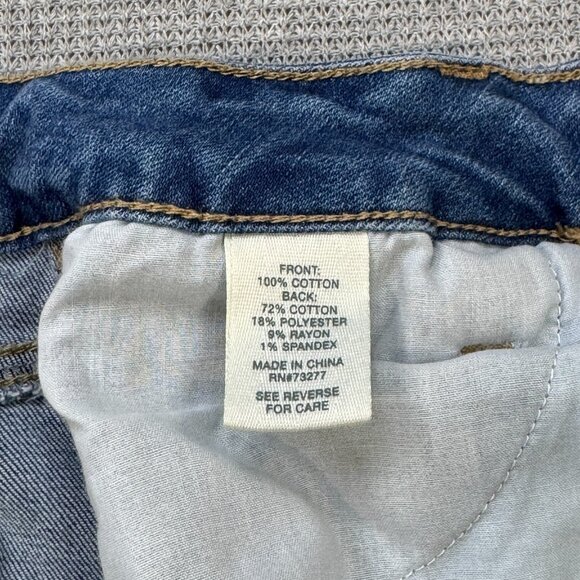 FRONT:
100% COTTON
BACK:
72% COTTON
18% POLYESTER
9% RAYON
1% SPANDEX
MADE IN CHINA
RN#73277
SEE REVERSE
FOR CARE